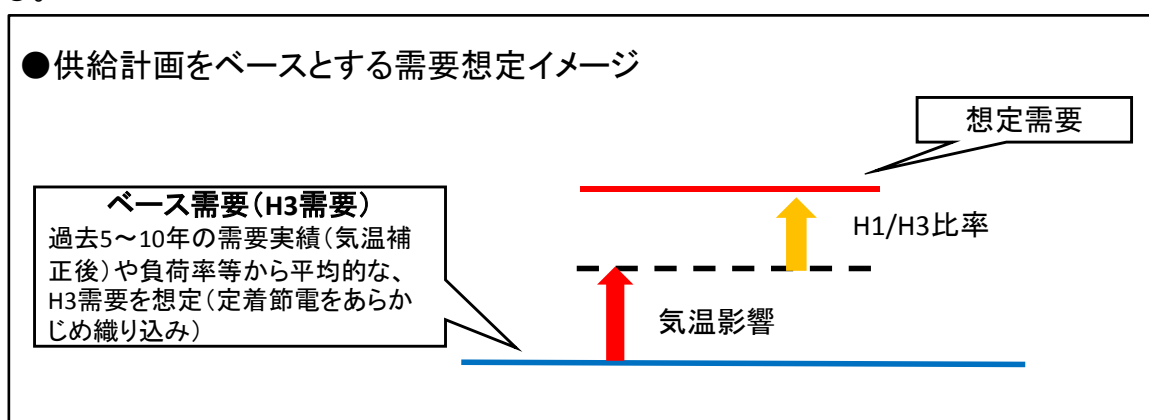 る。
●供給計画をベースとする需要想定イメージ
想定需要
ベース需要(H3需要)
過去5~10年の需要実績(気温補
正後)や負荷率等から平均的な、
H3需要を想定(定着節電をあらか
じめ織り込み)
H1/H3比率
気温影響